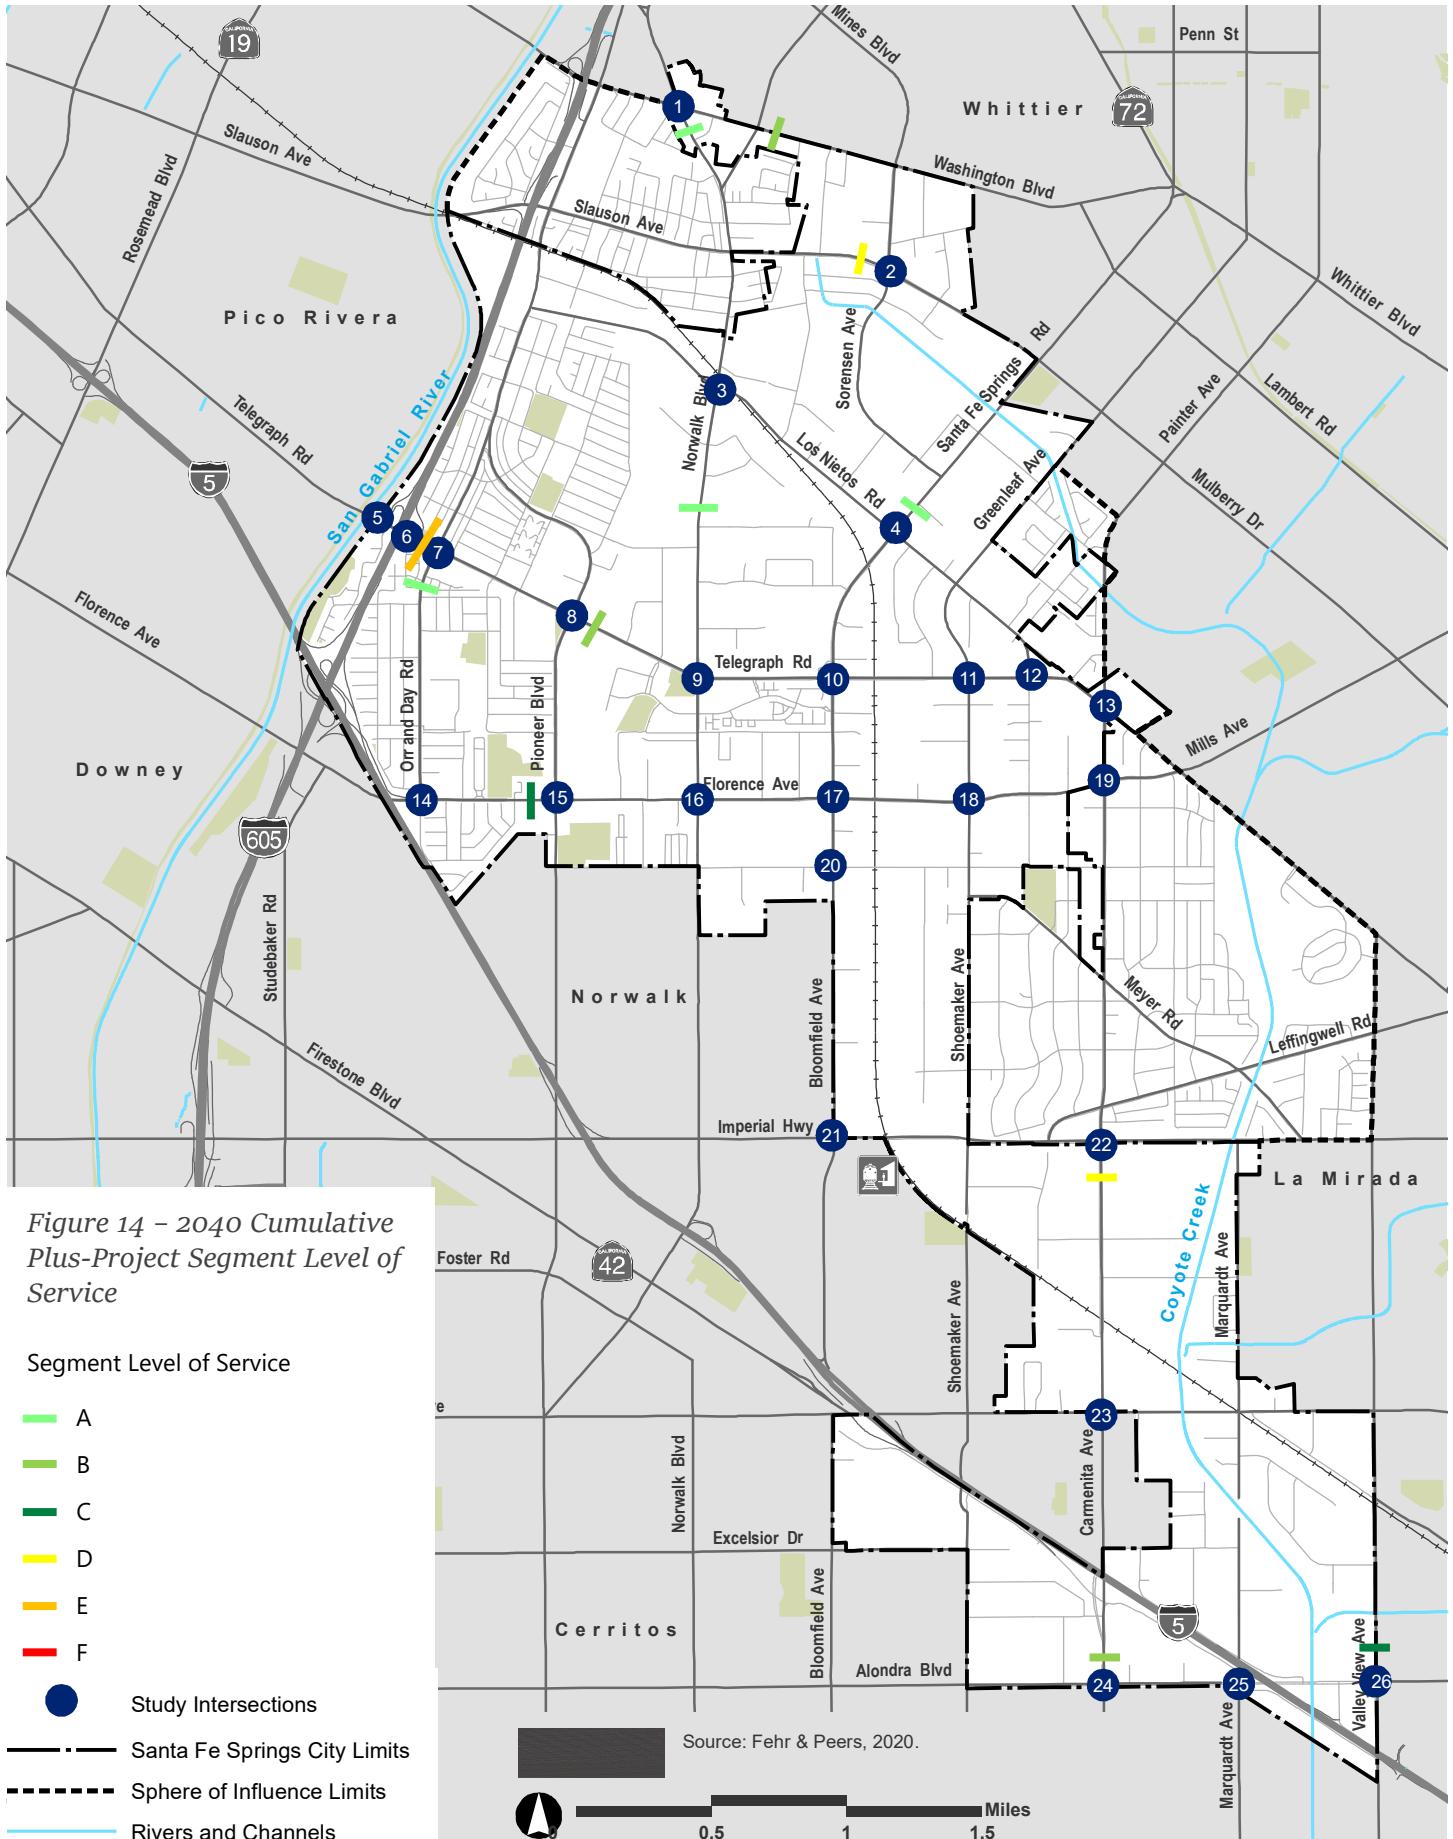 Mines Blvd
Penn St
CALIFORNIA
19
Whittier
CALIFORNIA
72
1
Slauson Ave
Washington Blvd
Rosemead Blvd
Slauson Ave
2
Whittier Blvd
Pico Rivera
Sorensen Ave
Santa Fe Springs Rd
3
Norwalk Blvd
Painter Ave
Lambert Rd
Telegraph Rd
San Gabriel River
Los Nietos Rd
Greenleaf Ave
Mulberry Dr
5
5
6
7
4
Florence Ave
8
Telegraph Rd
9
10
11
12
13
Orr and Day Rd
Pioneer Blvd
Mills Ave
Downey
14
15
16
Florence Ave
17
18
19
605
20
Studebaker Rd
Norwalk
Bloomfield Ave
Shoemaker Ave
Meyer Rd
Leffingwell Rd
Firestone Blvd
Imperial Hwy
21
22
La Mirada
Coyote Creek
Marquardt Ave
Foster Rd
CALIFORNIA
42
Shoemaker Ave
e
23
Norwalk Blvd
Carmenita Ave
Excelsior Dr
Cerritos
Bloomfield Ave
5
Valley View Ave
Alondra Blvd
24
25
26
Marquardt Ave
Figure 14 – 2040 Cumulative
Plus-Project Segment Level of
Service
Segment Level of Service
A
B
C
D
E
F
Study Intersections
Santa Fe Springs City Limits
Sphere of Influence Limits
Rivers and Channels
Source: Fehr & Peers, 2020.
Miles
0
0.5
1
1.5